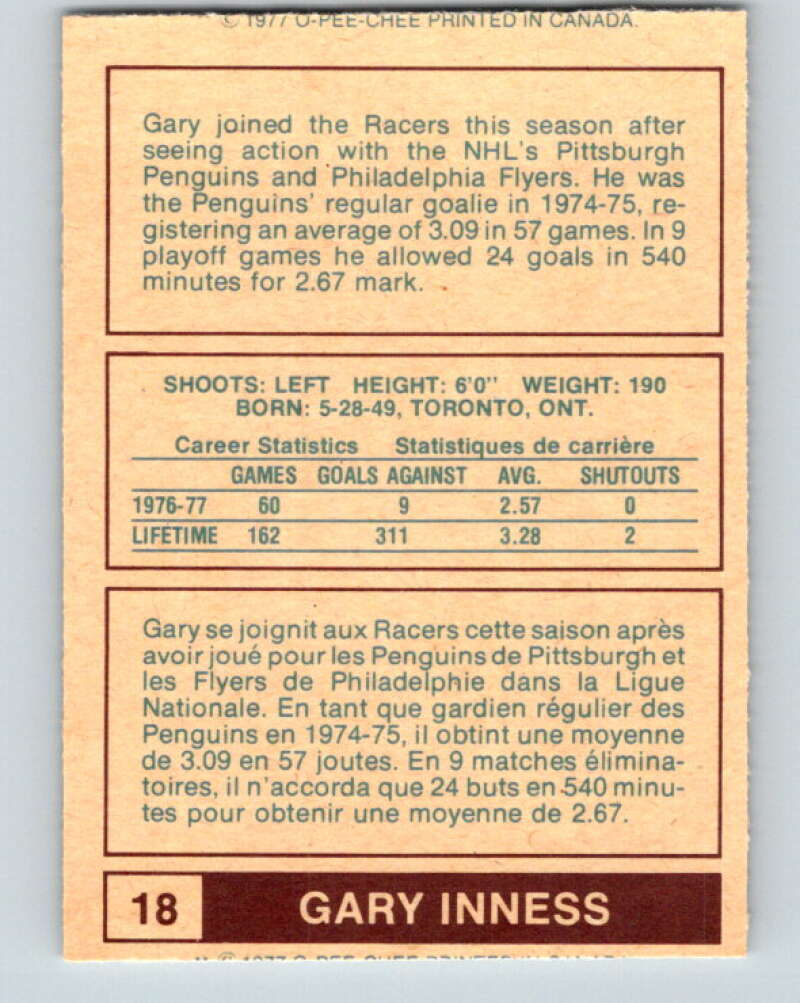 © 1977 O-PEE-CHEE PRINTED IN CANADA.
Gary joined the Racers this season after
seeing action with the NHL's Pittsburgh
Penguins and Philadelphia Flyers. He was
the Penguins' regular goalie in 1974-75, re-
gistering an average of 3.09 in 57 games. In 9
playoff games he allowed 24 goals in 540
minutes for 2.67 mark.
SHOOTS: LEFT HEIGHT: 6'0" WEIGHT: 190
BORN: 5-28-49, TORONTO, ONT.
Career Statistics Statistiques de carrière
GAMES GOALS AGAINST AVG. SHUTOUTS
1976-77 60 9 2.57 0
LIFETIME 162 311 3.28 2
Gary se joignit aux Racers cette saison après
avoir joué pour les Penguins de Pittsburgh et
les Flyers de Philadelphie dans la Ligue
Nationale. En tant que gardien régulier des
Penguins en 1974-75, il obtint une moyenne
de 3.09 en 57 joutes. En 9 matches élimina-
toires, il n'accorda que 24 buts en 540 minu-
tes pour obtenir une moyenne de 2.67.
18 GARY INNESS
© 1977 O-PEE-CHEE